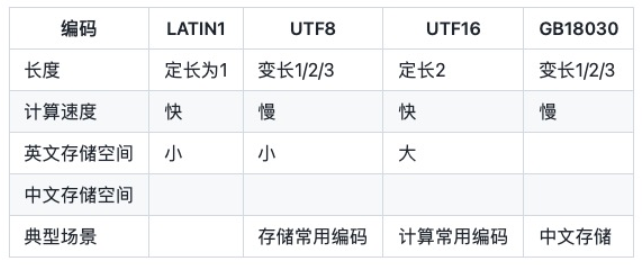 编码 LATIN1 UTF8 UTF16 GB18030
长度 定长为1 变长1/2/3 定长2 变长1/2/3
计算速度 快 慢 快 慢
英文存储空间 小 小 大
中文存储空间
典型场景 存储常用编码 计算常用编码 中文存储